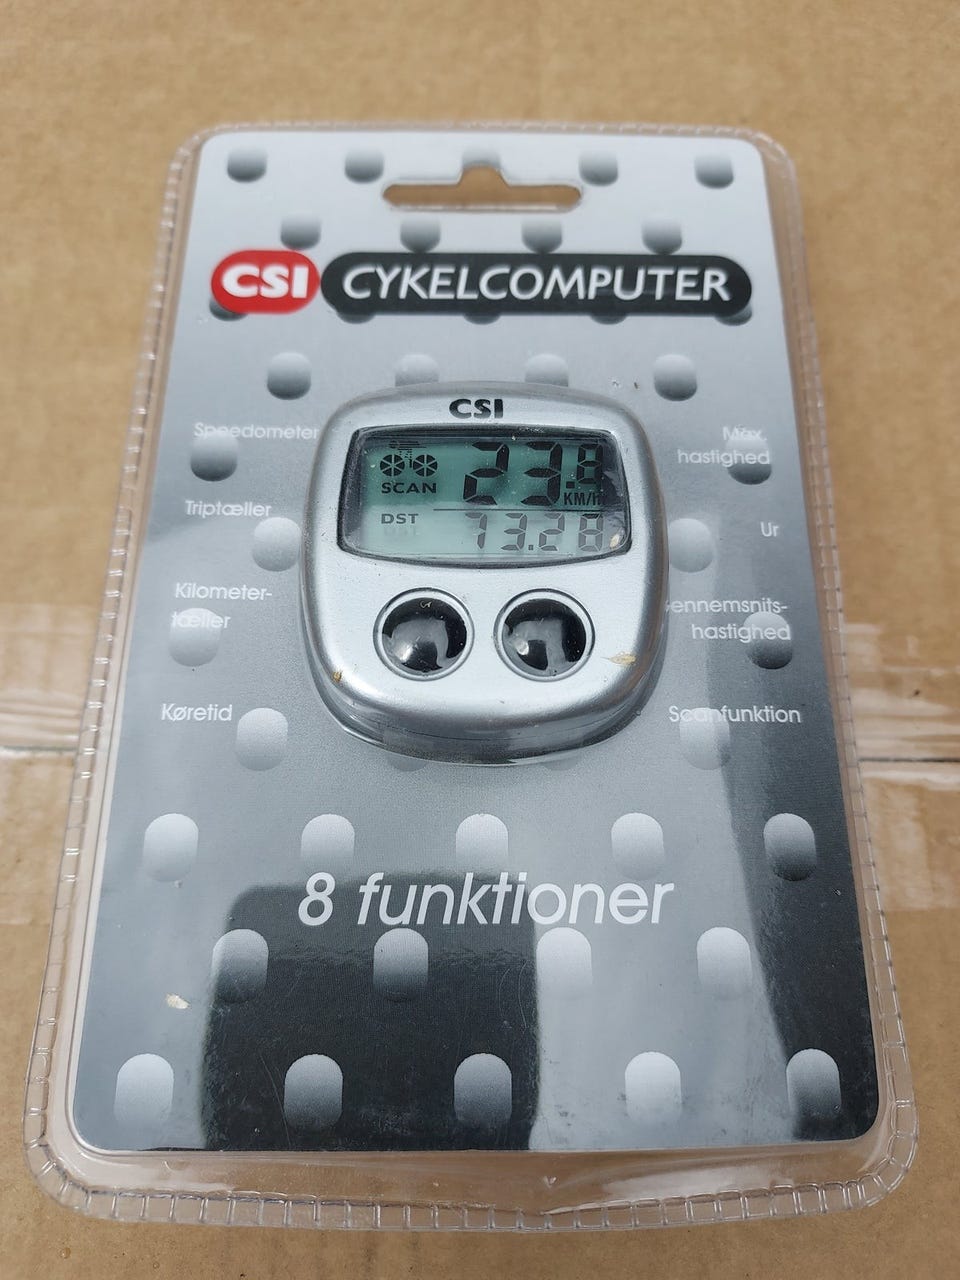 CSI CYKELCOMPUTER
CSI
SCAN
23.8
KM/H
DST
73.28
Speedometer
Triptæller
Kilometer-
tæller
Køretid
Max.
hastighed
Ur
ennemsnits-
hastighed
Scanfunktion
8 funktioner